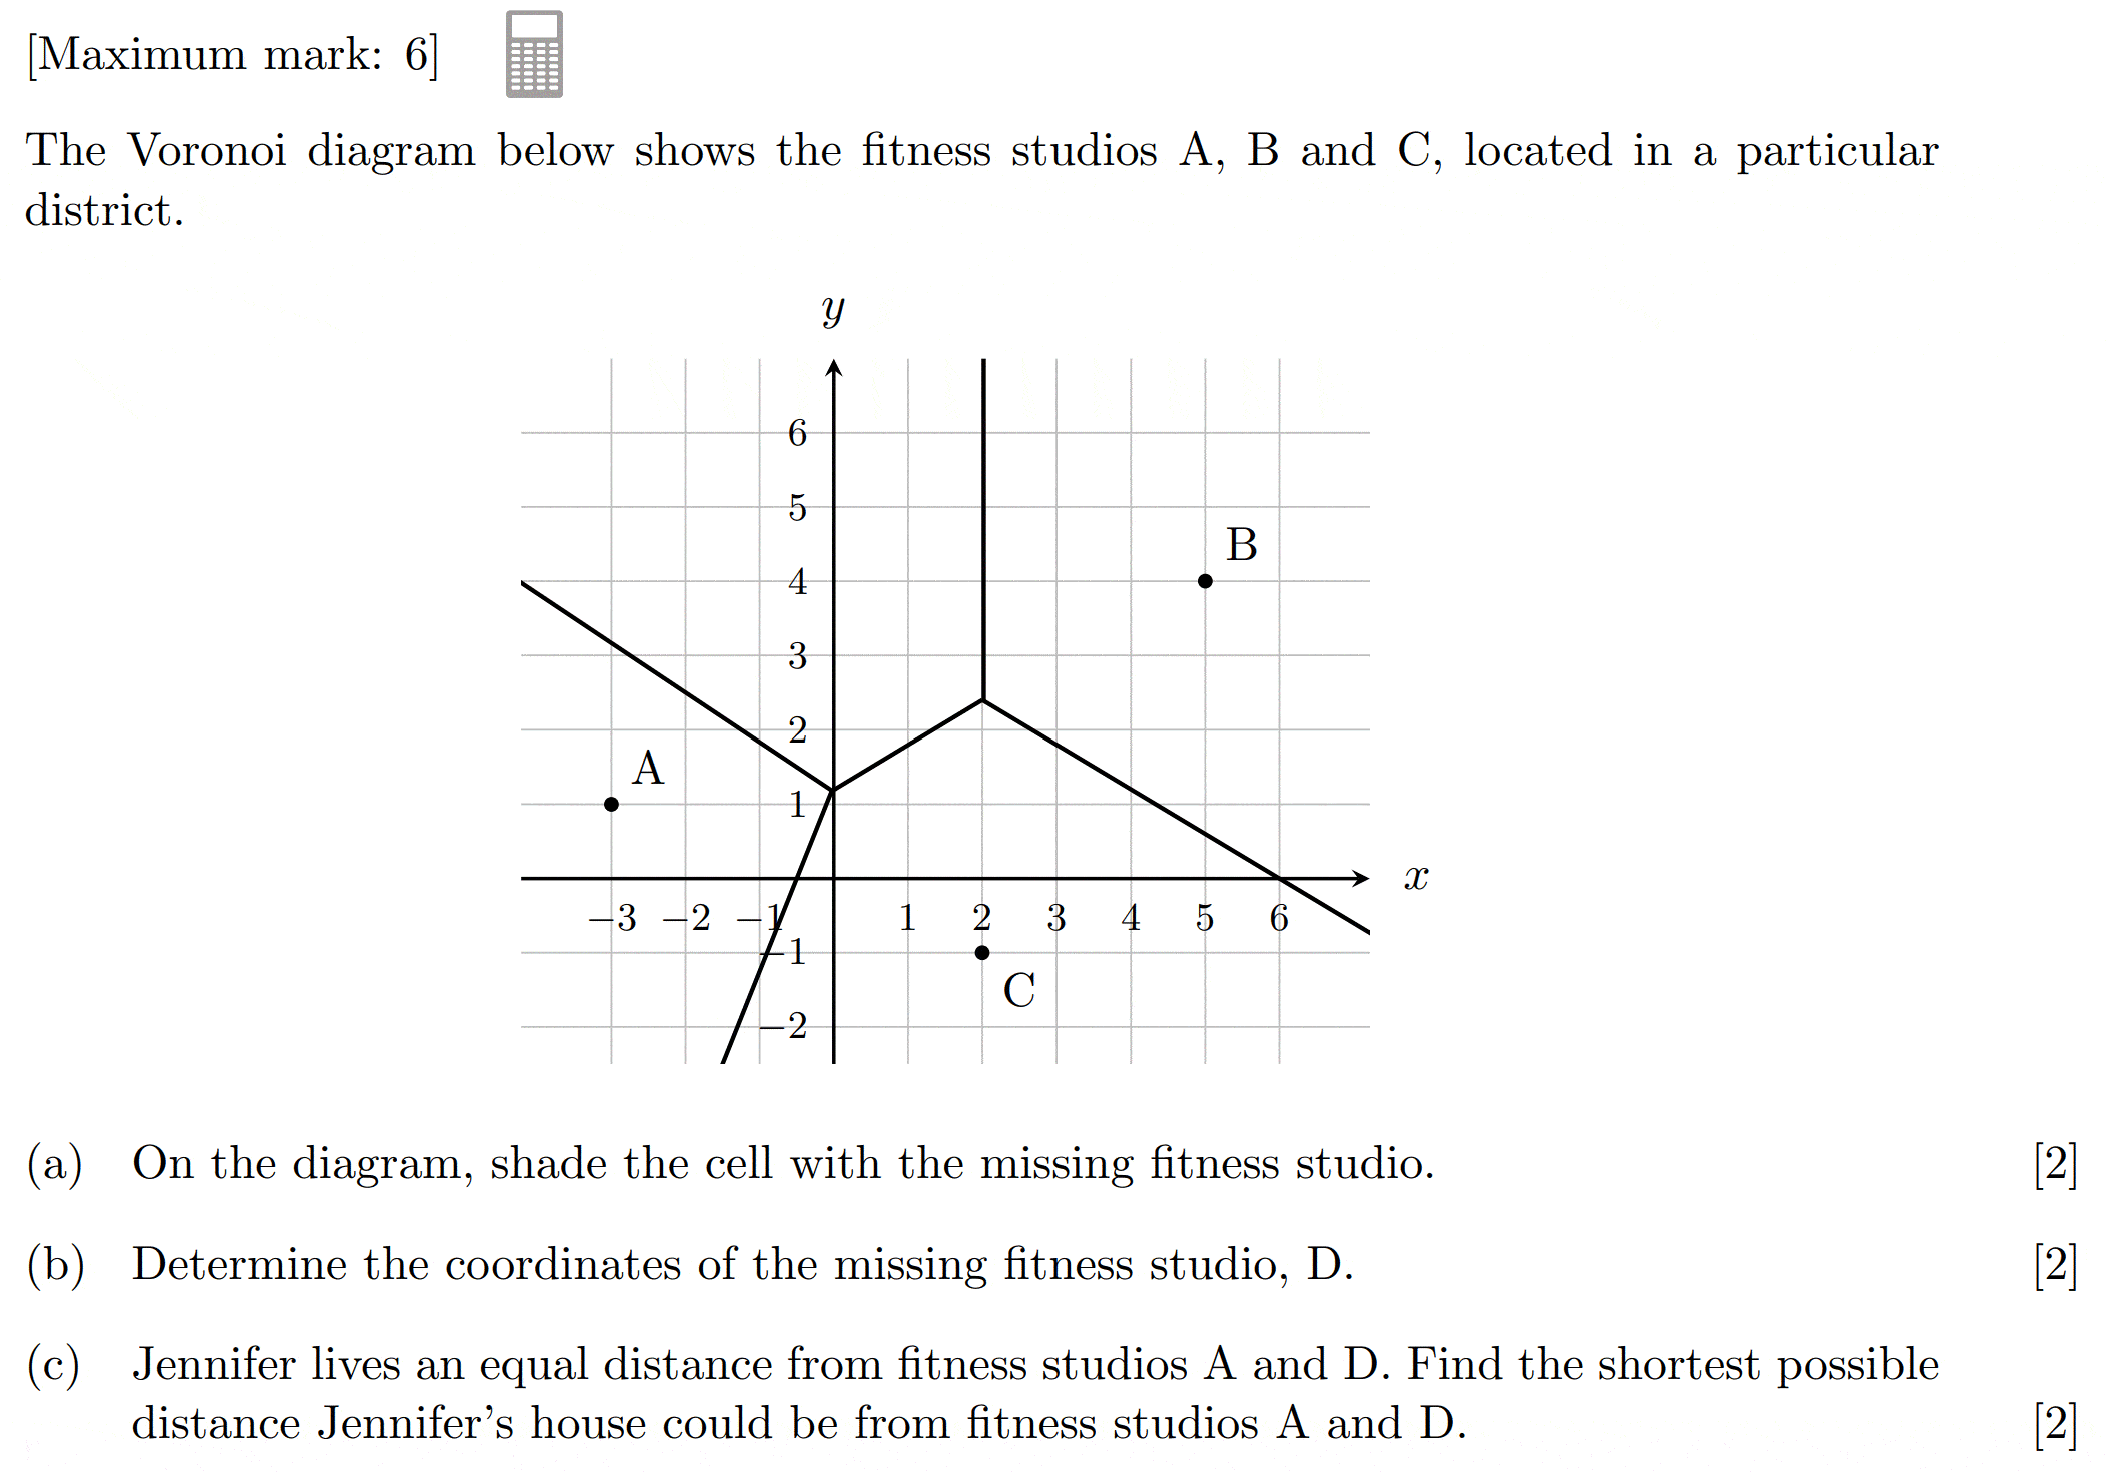 [Maximum mark: 6]
The Voronoi diagram below shows the fitness studios A, B and C, located in a particular
district.
y
6
5
B
4
3
2
A
1
x
−3 −2 −1 1 2 3 4 5 6
−1
C
−2
(a) On the diagram, shade the cell with the missing fitness studio. [2]
(b) Determine the coordinates of the missing fitness studio, D. [2]
(c) Jennifer lives an equal distance from fitness studios A and D. Find the shortest possible
distance Jennifer's house could be from fitness studios A and D. [2]